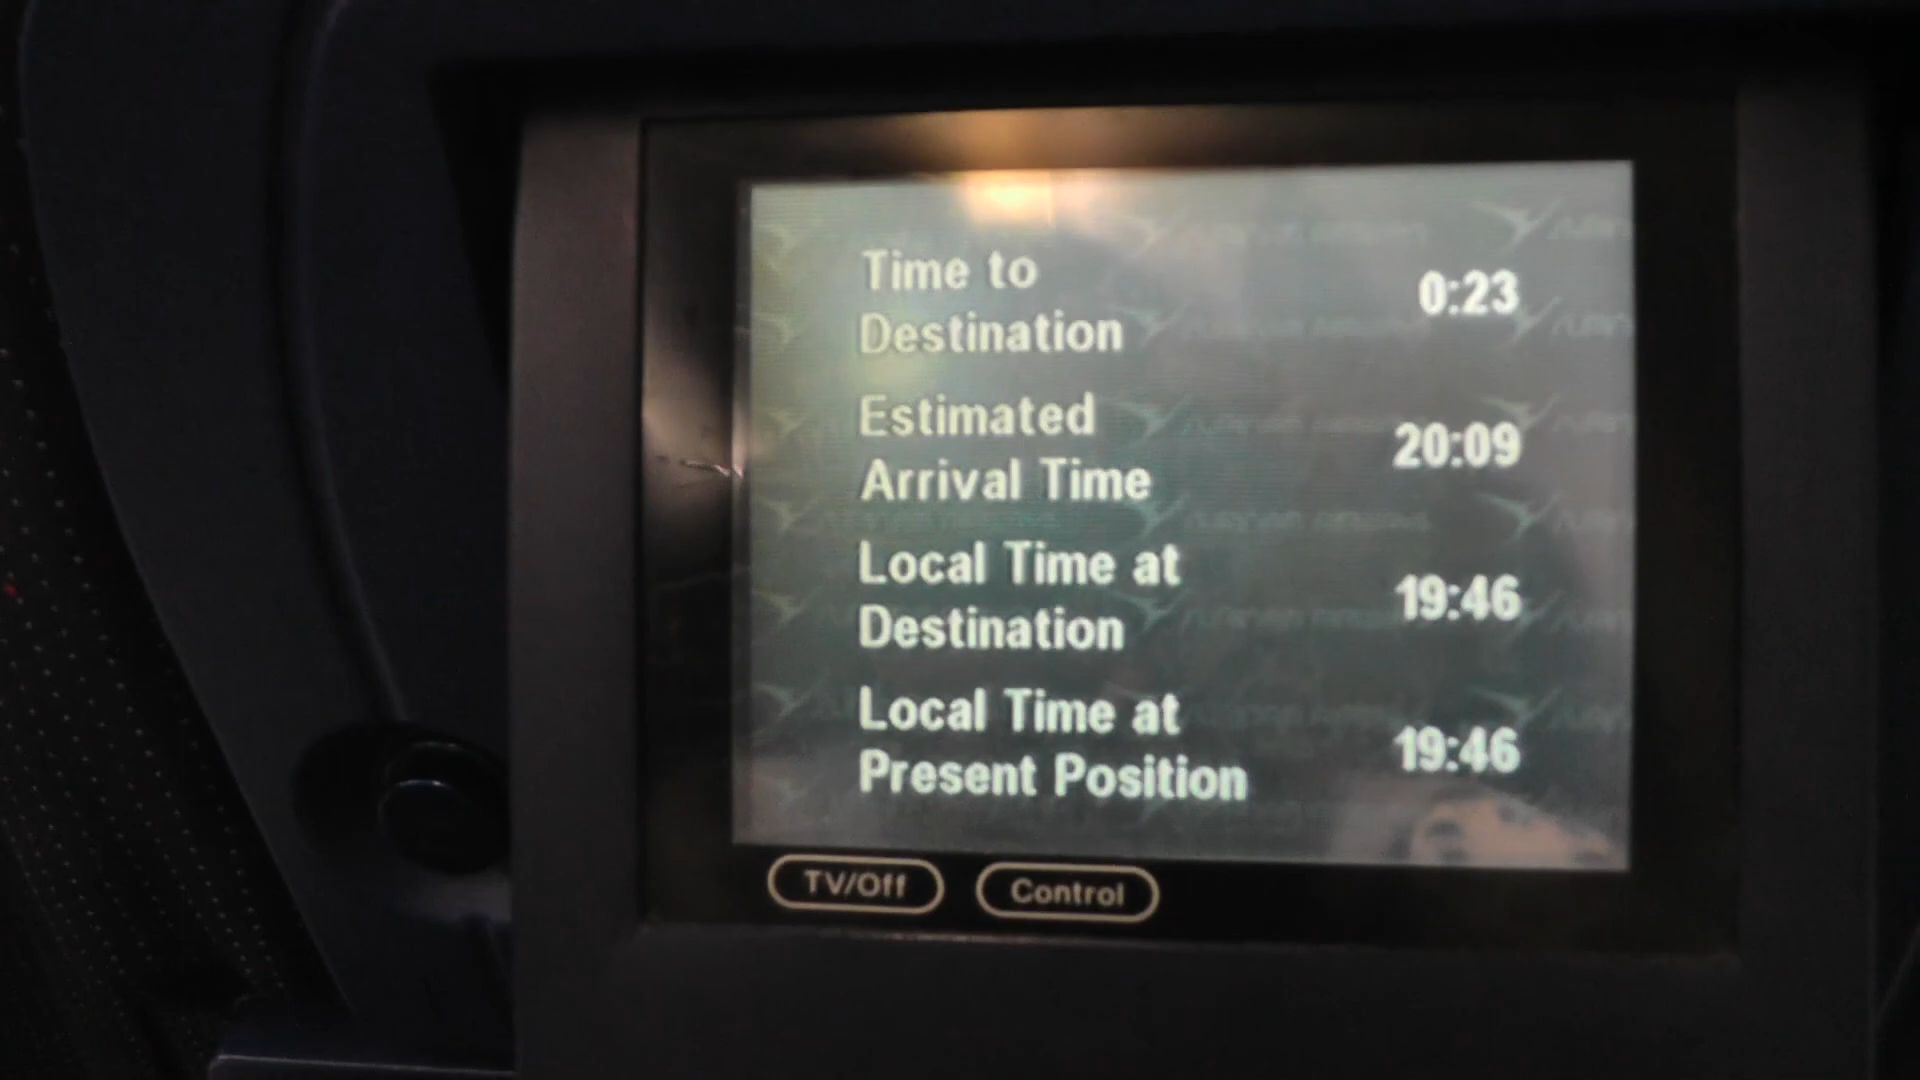 Time to
Destination
0:23
Estimated
Arrival Time
20:09
Local Time at
Destination
19:46
Local Time at
Present Position
19:46
TV/Off
Control